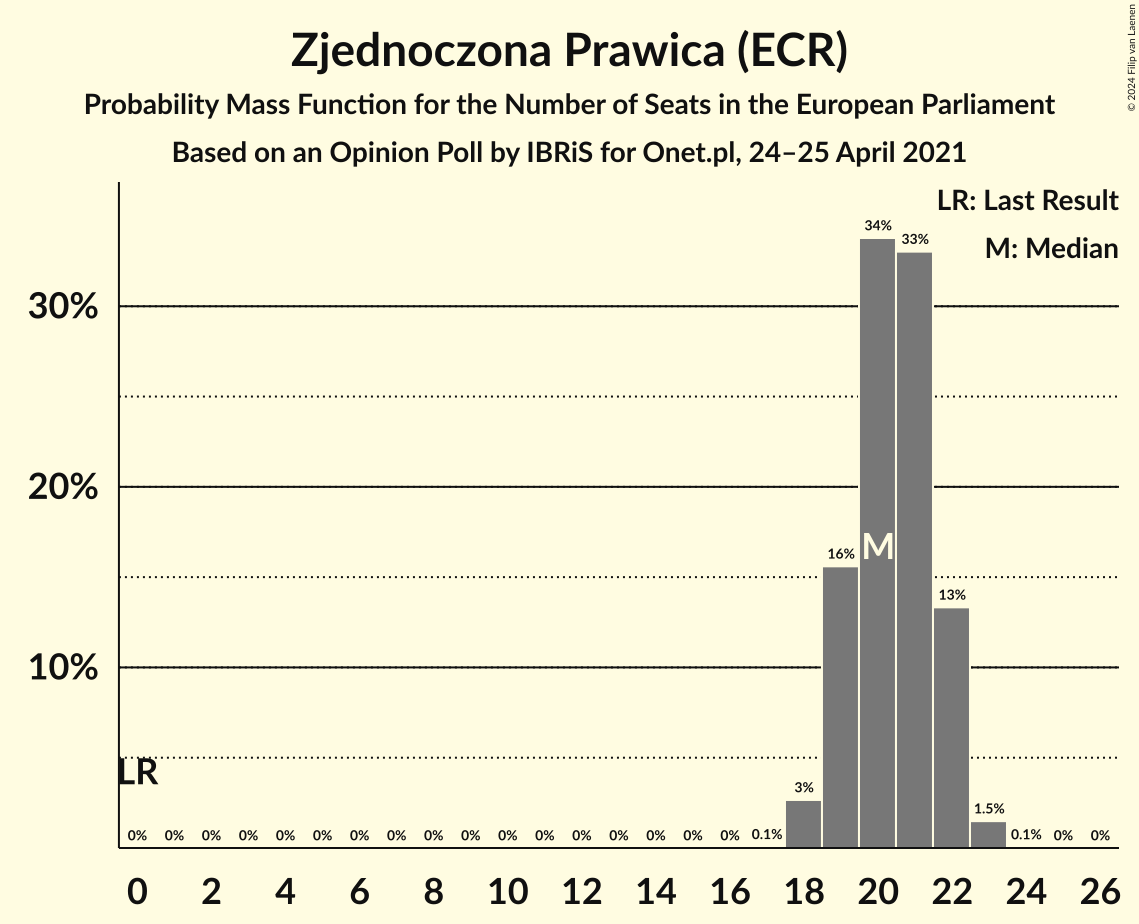 Zjednoczona Prawica (ECR)
Probability Mass Function for the Number of Seats in the European Parliament
Based on an Opinion Poll by IBRiS for Onet.pl, 24–25 April 2021
© 2024 Filip van Laenen
LR: Last Result
M: Median
34%
33%
30%
20%
16%
M
13%
10%
LR
3%
1.5%
0% 0% 0% 0% 0% 0% 0% 0% 0% 0% 0% 0% 0% 0% 0% 0% 0% 0.1% 0.1% 0% 0%
0 2 4 6 8 10 12 14 16 18 20 22 24 26